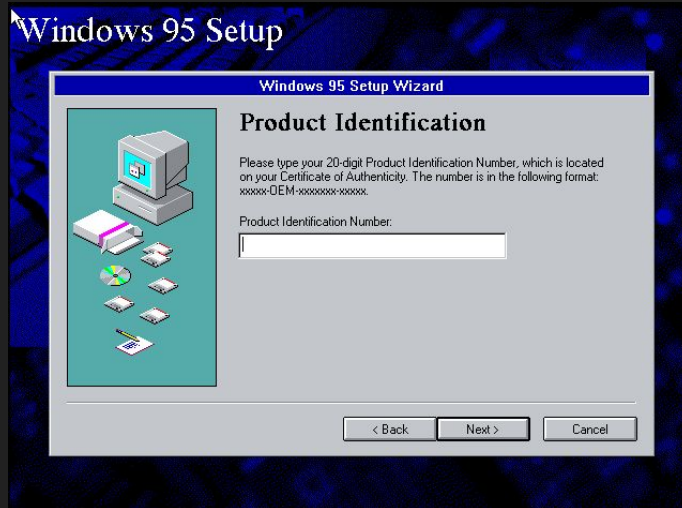 Windows 95 Setup
Windows 95 Setup Wizard
Product Identification
Please type your 20-digit Product Identification Number, which is located
on your Certificate of Authenticity. The number is in the following format:
xxxxx-OEM-xxxxxxx-xxxxx.
Product Identification Number:
< Back
Next >
Cancel